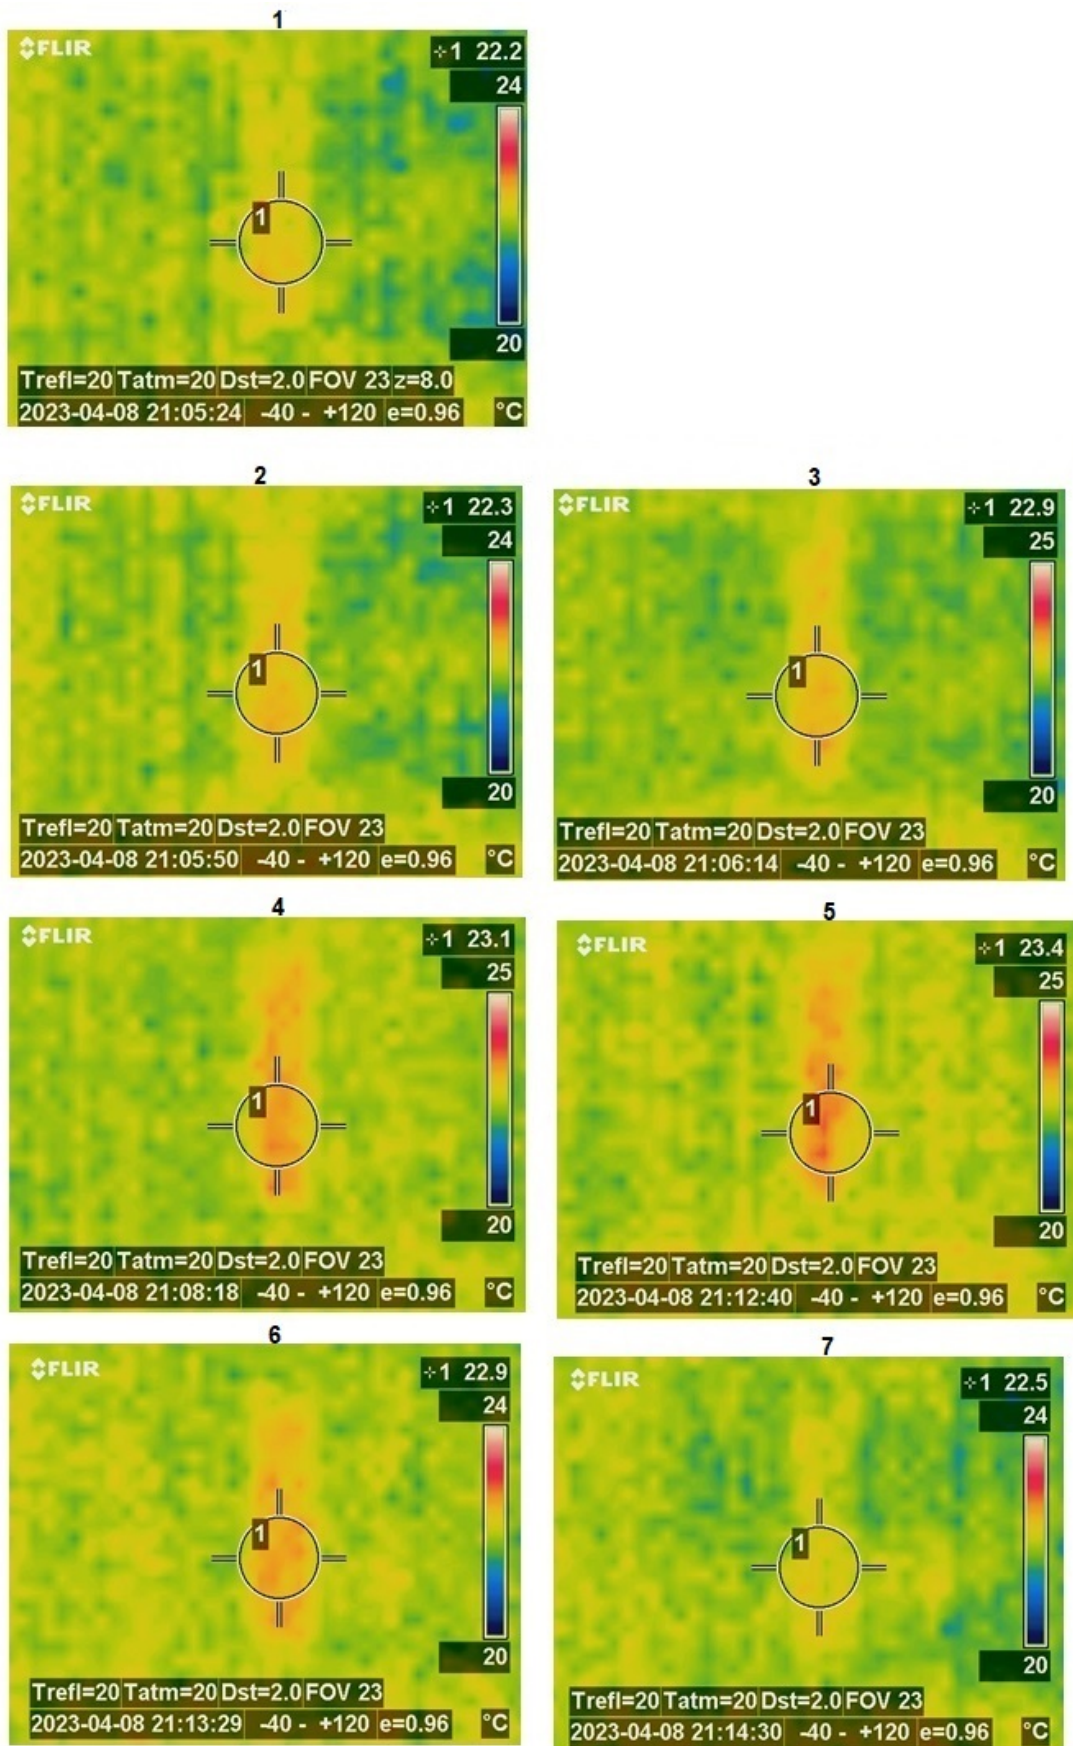 1
FLIR
1 22.2
24
1
20
Trefl=20 Tatm=20 Dst=2.0 FOV 23 z=8.0
2023-04-08 21:05:24 -40 - +120 e=0.96 °C
2
FLIR
1 22.3
24
1
20
Trefl=20 Tatm=20 Dst=2.0 FOV 23
2023-04-08 21:05:50 -40 - +120 e=0.96 °C
3
FLIR
1 22.9
25
1
20
Trefl=20 Tatm=20 Dst=2.0 FOV 23
2023-04-08 21:06:14 -40 - +120 e=0.96 °C
4
FLIR
1 23.1
25
1
20
Trefl=20 Tatm=20 Dst=2.0 FOV 23
2023-04-08 21:08:18 -40 - +120 e=0.96 °C
5
FLIR
1 23.4
25
1
20
Trefl=20 Tatm=20 Dst=2.0 FOV 23
2023-04-08 21:12:40 -40 - +120 e=0.96 °C
6
FLIR
1 22.9
24
1
20
Trefl=20 Tatm=20 Dst=2.0 FOV 23
2023-04-08 21:13:29 -40 - +120 e=0.96 °C
7
FLIR
1 22.5
24
1
20
Trefl=20 Tatm=20 Dst=2.0 FOV 23
2023-04-08 21:14:30 -40 - +120 e=0.96 °C